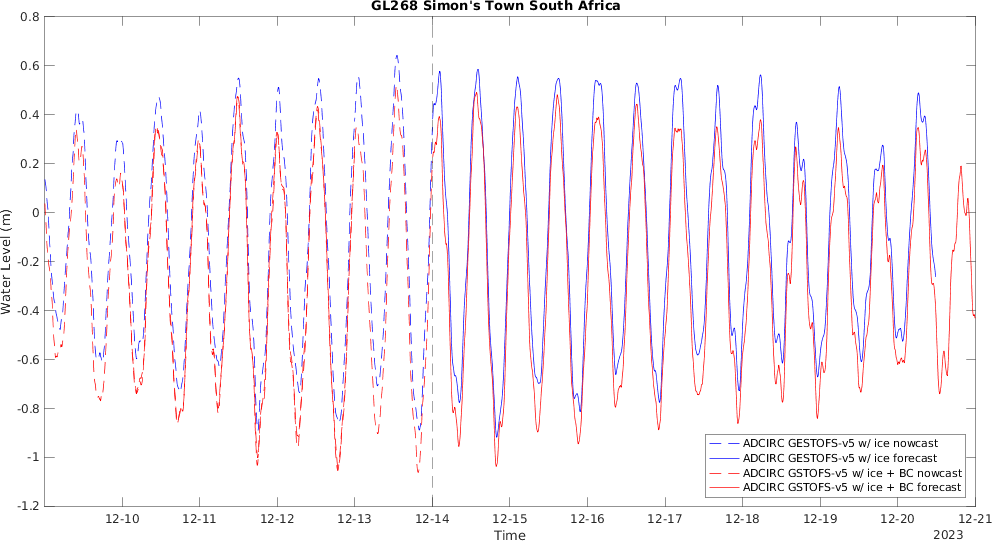 GL268 Simon's Town South Africa
0.8
0.6
0.4
0.2
0
-0.2
-0.4
-0.6
-0.8
-1
-1.2
Water Level (m)
ADCIRC GESTOFS-v5 w/ ice nowcast
ADCIRC GESTOFS-v5 w/ ice forecast
ADCIRC GSTOFS-v5 w/ ice + BC nowcast
ADCIRC GSTOFS-v5 w/ ice + BC forecast
12-10 12-11 12-12 12-13 12-14 12-15 12-16 12-17 12-18 12-19 12-20 12-21
Time
2023